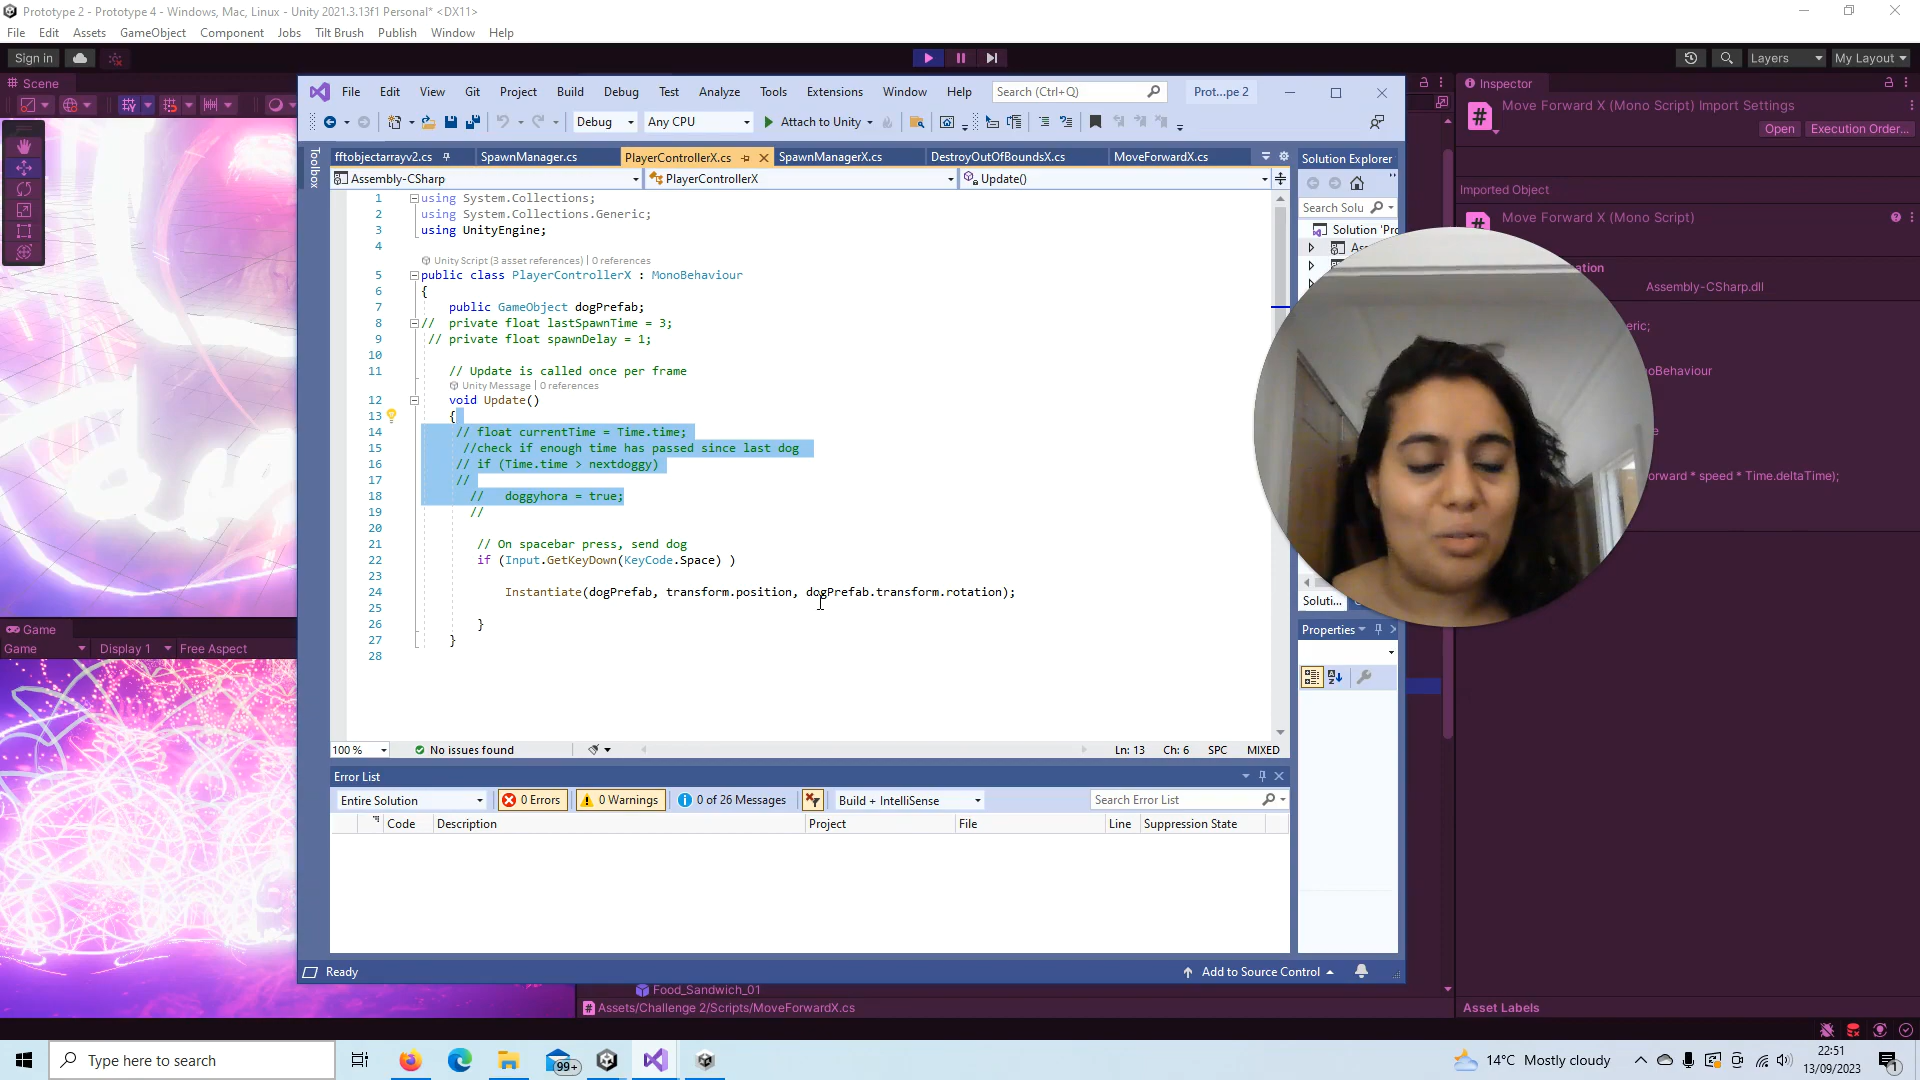 Prototype 2 - Prototype 4 - Windows, Mac, Linux - Unity 2021.3.13f1 Personal* <DX11>
File Edit Assets GameObject Component Jobs Tilt Brush Publish Window Help
Sign in
Layers
My Layout
Scene
File Edit View Git Project Build Debug Test Analyze Tools Extensions Window Help
Search (Ctrl+Q)
Prot...pe 2
Debug
Any CPU
Attach to Unity
Toolbox
fftobjectarrayv2.cs
SpawnManager.cs
PlayerControllerX.cs
SpawnManagerX.cs
DestroyOutOfBoundsX.cs
MoveForwardX.cs
Assembly-CSharp
PlayerControllerX
Update()
1 using System.Collections;
2 using System.Collections.Generic;
3 using UnityEngine;
4
Unity Script (3 asset references) | 0 references
5 public class PlayerControllerX : MonoBehaviour
6 {
7 public GameObject dogPrefab;
8 // private float lastSpawnTime = 3;
9 // private float spawnDelay = 1;
10
11 // Update is called once per frame
Unity Message | 0 references
12 void Update()
13 {
14 // float currentTime = Time.time;
15 //check if enough time has passed since last dog
16 // if (Time.time > nextdoggy)
17 //
18 // doggyhora = true;
19 //
20
21 // On spacebar press, send dog
22 if (Input.GetKeyDown(KeyCode.Space) )
23
24 Instantiate(dogPrefab, transform.position, dogPrefab.transform.rotation);
25
26 }
27 }
28
100 %
No issues found
Ln: 13 Ch: 6 SPC MIXED
Error List
Entire Solution
0 Errors
0 Warnings
0 of 26 Messages
Build + IntelliSense
Search Error List
Code Description Project File Line Suppression State
Ready
Add to Source Control
Solution Explorer
Search Solu
Solution 'Pro
Ass
Soluti...
Properties
Inspector
Move Forward X (Mono Script) Import Settings
Open
Execution Order...
Imported Object
Move Forward X (Mono Script)
ation
Assembly-CSharp.dll
eric;
oBehaviour
e
orward * speed * Time.deltaTime);
Asset Labels
Game
Game
Display 1
Free Aspect
Food_Sandwich_01
Assets/Challenge 2/Scripts/MoveForwardX.cs
Type here to search
99+
14°C Mostly cloudy
22:51
13/09/2023
1